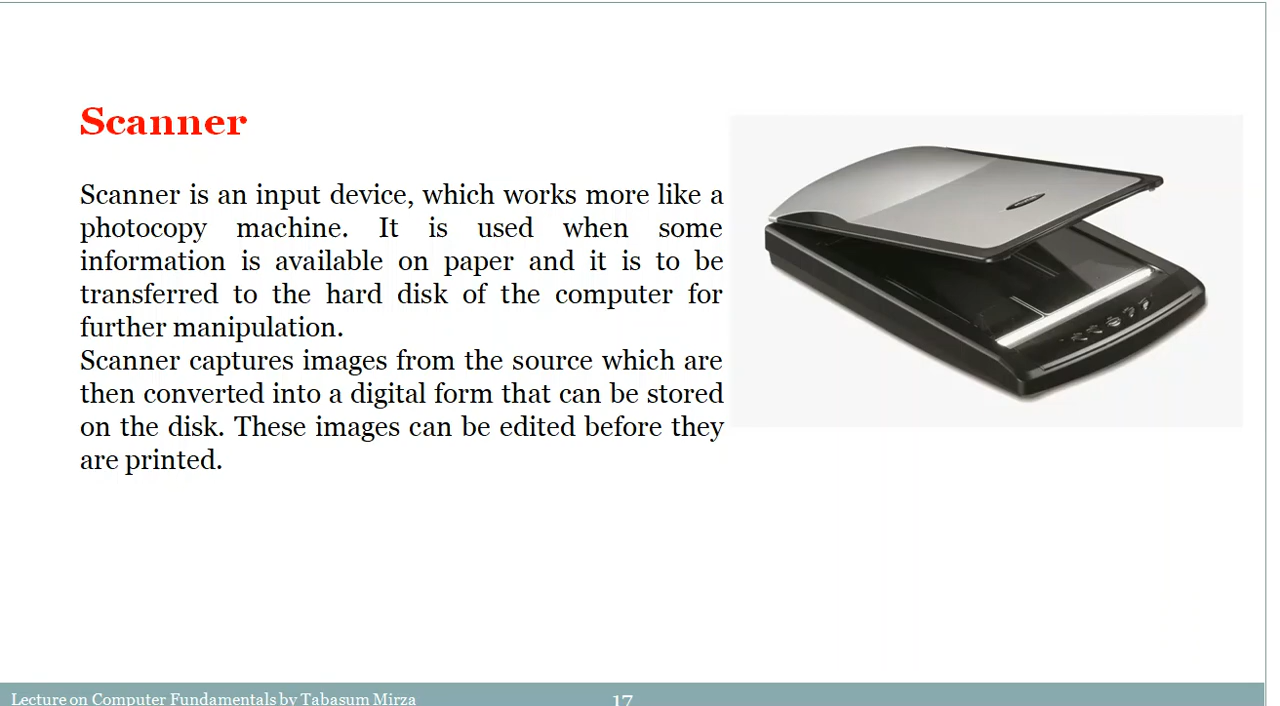 Scanner
Scanner is an input device, which works more like a
photocopy machine. It is used when some
information is available on paper and it is to be
transferred to the hard disk of the computer for
further manipulation.
Scanner captures images from the source which are
then converted into a digital form that can be stored
on the disk. These images can be edited before they
are printed.
Lecture on Computer Fundamentals by Tabasum Mirza
17